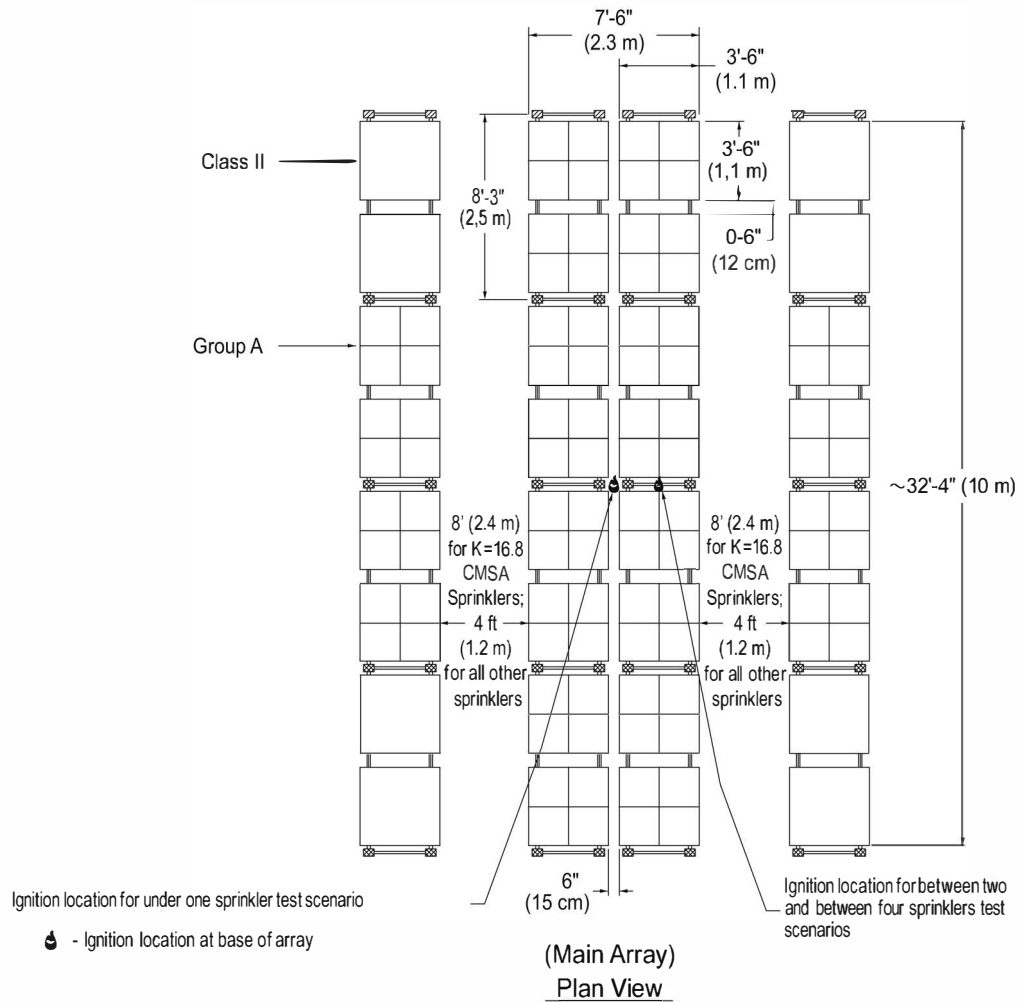 7'-6"
(2.3 m)
3'-6"
(1.1 m)
Class II
3'-6"
(1,1 m)
8'-3"
(2,5 m)
0-6"
(12 cm)
Group A
~32'-4" (10 m)
8' (2.4 m)
for K=16.8
CMSA
Sprinklers;
4 ft
(1.2 m)
for all other
sprinklers
8' (2.4 m)
for K=16.8
CMSA
Sprinklers;
4 ft
(1.2 m)
for all other
sprinklers
6"
(15 cm)
Ignition location for under one sprinkler test scenario
- Ignition location at base of array
Ignition location for between two
and between four sprinklers test
scenarios
(Main Array)
Plan View